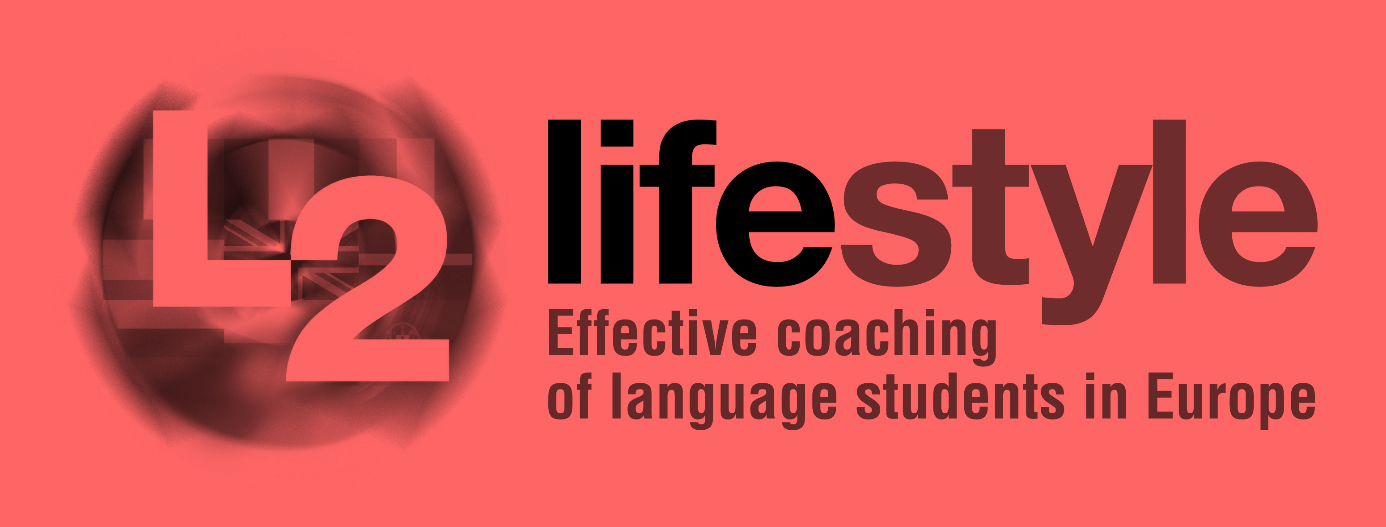 L2
lifestyle
Effective coaching
of language students in Europe